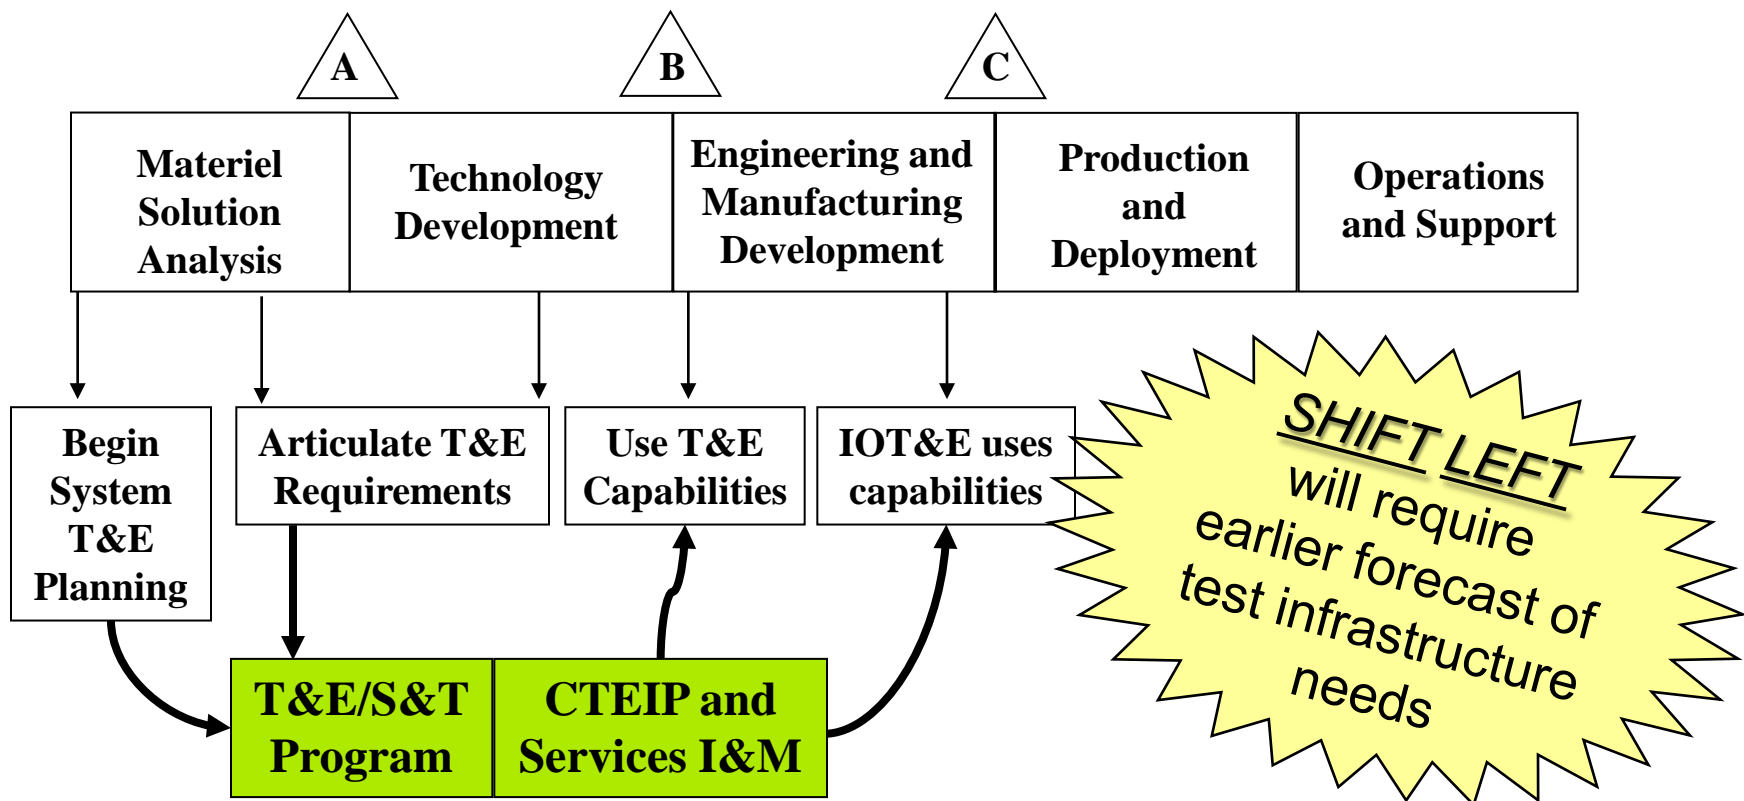 A
B
C
Materiel
Solution
Analysis
Technology
Development
Engineering and
Manufacturing
Development
Production
and
Deployment
Operations
and Support
Begin
System
T&E
Planning
Articulate T&E
Requirements
Use T&E
Capabilities
IOT&E uses
capabilities
SHIFT LEFT
will require
earlier forecast of
test infrastructure
needs
T&E/S&T
Program
CTEIP and
Services I&M